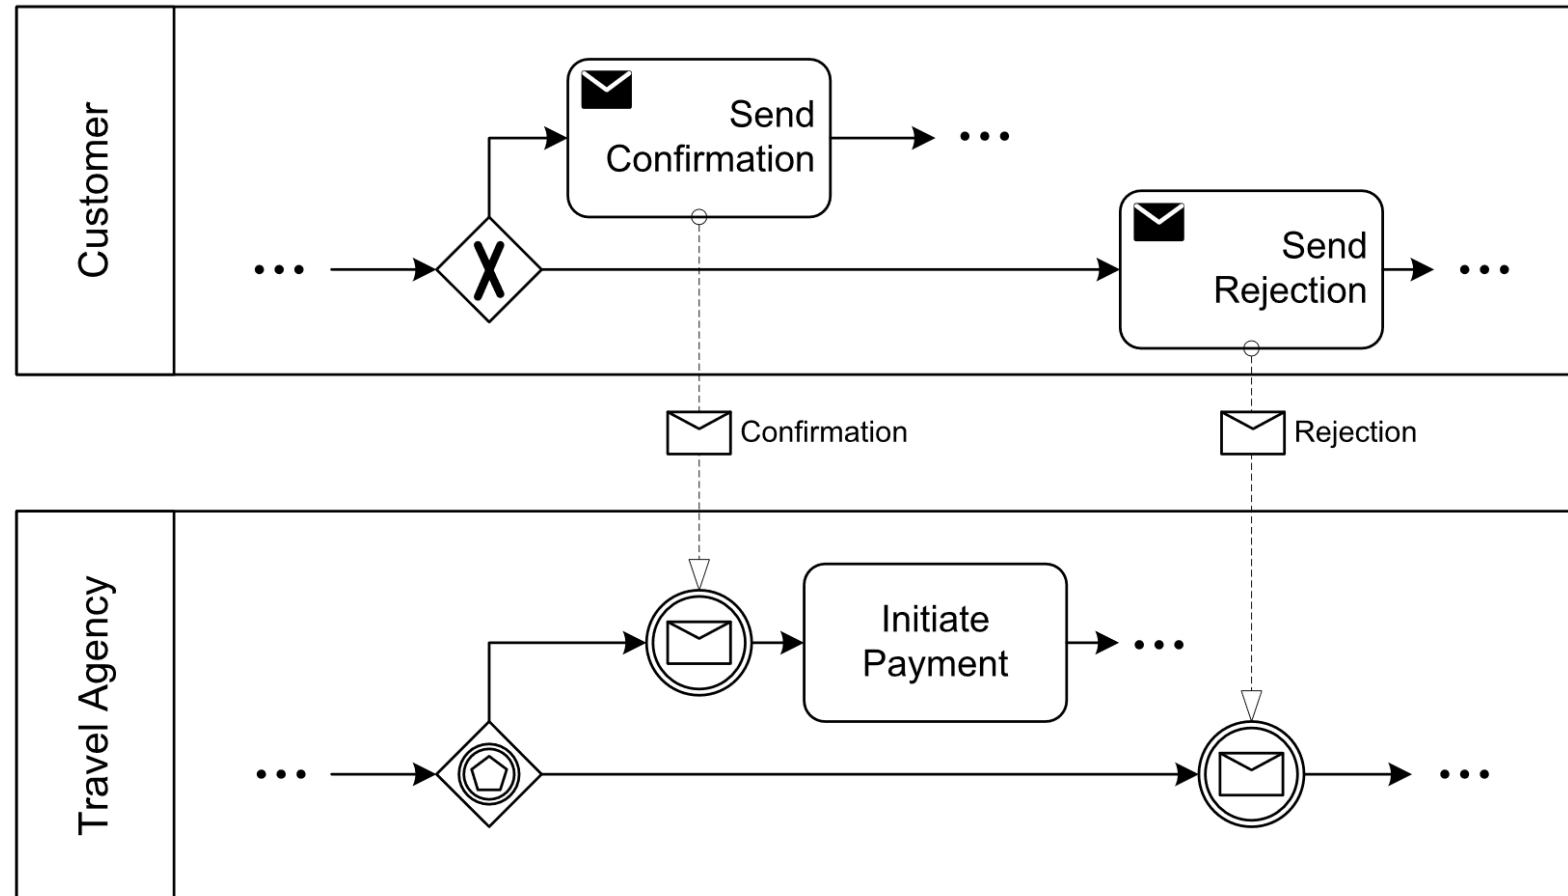 Customer
Send
Confirmation
...
...
Send
Rejection
...
Confirmation
Rejection
Travel Agency
Initiate
Payment
...
...
...